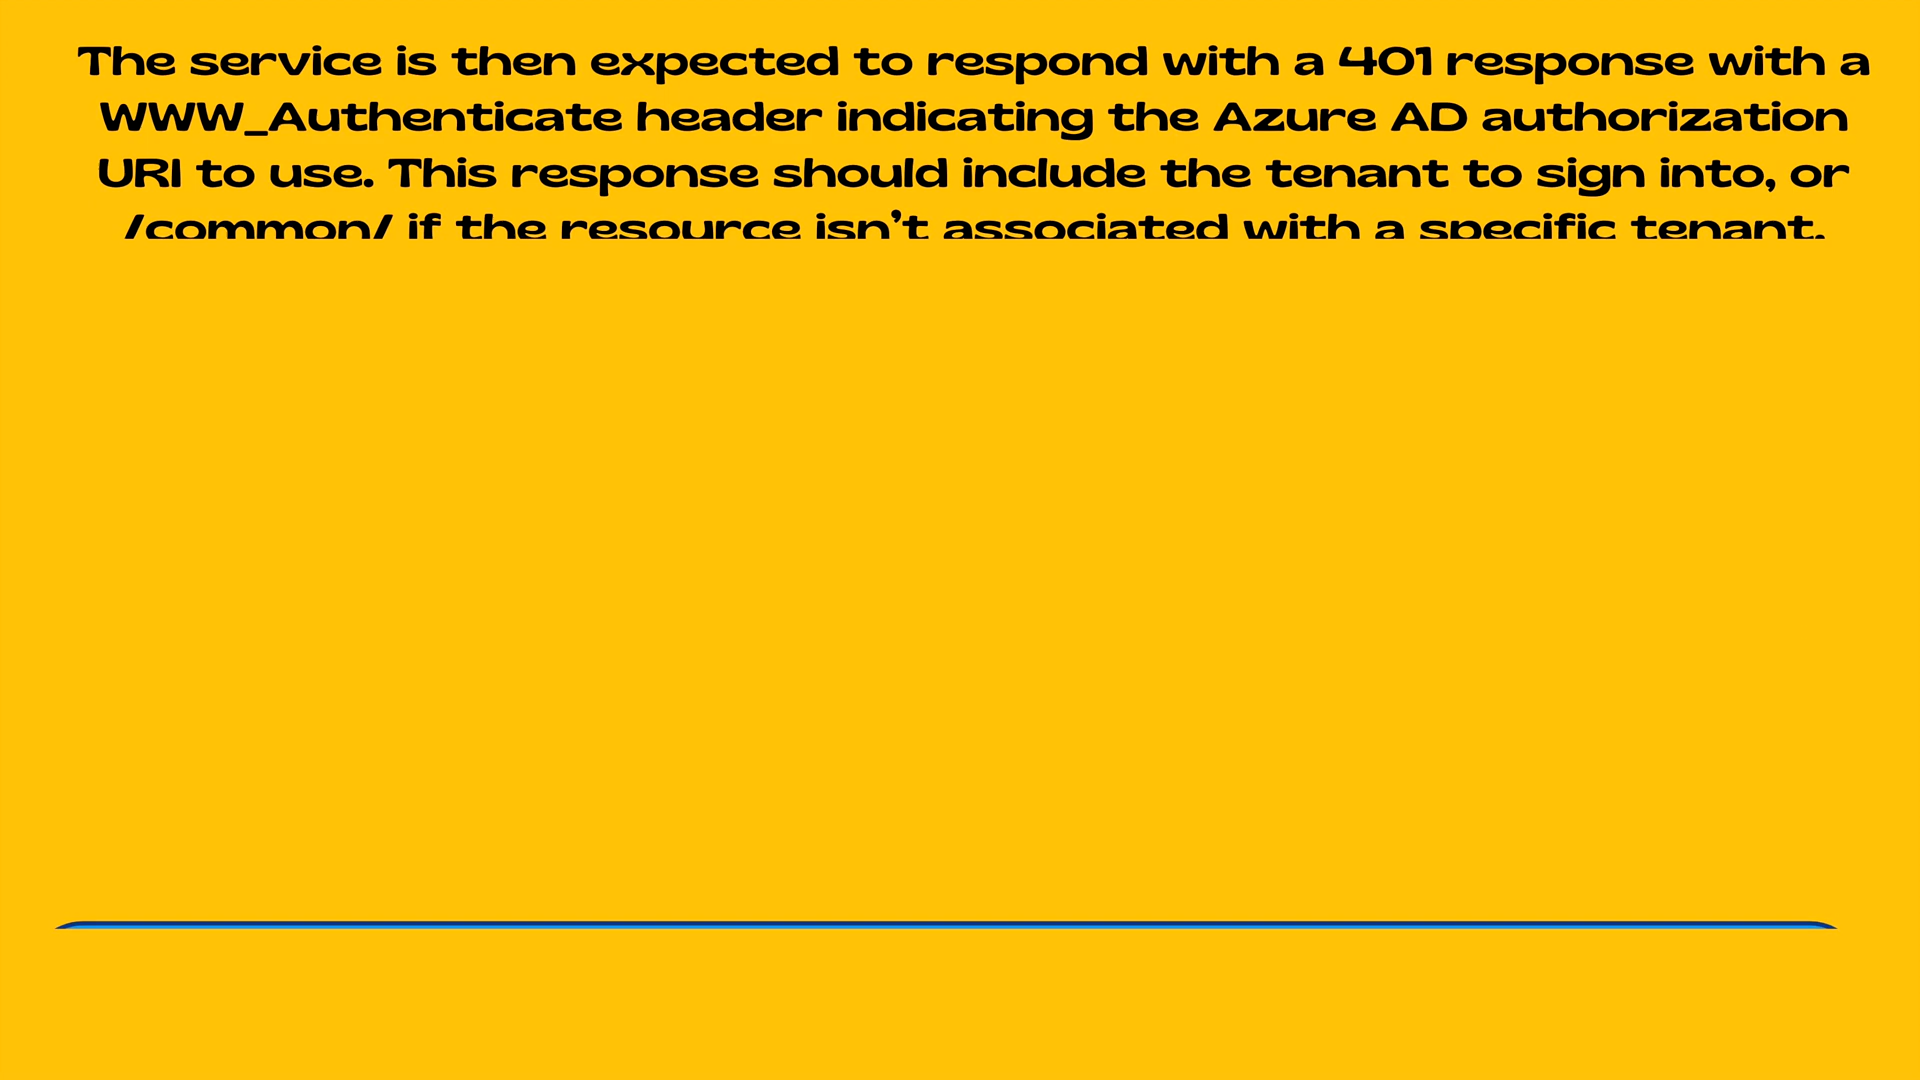 The service is then expected to respond with a 401 response with a
WWW_Authenticate header indicating the Azure AD authorization
URI to use. This response should include the tenant to sign into, or
/common/ if the resource isn’t associated with a specific tenant.